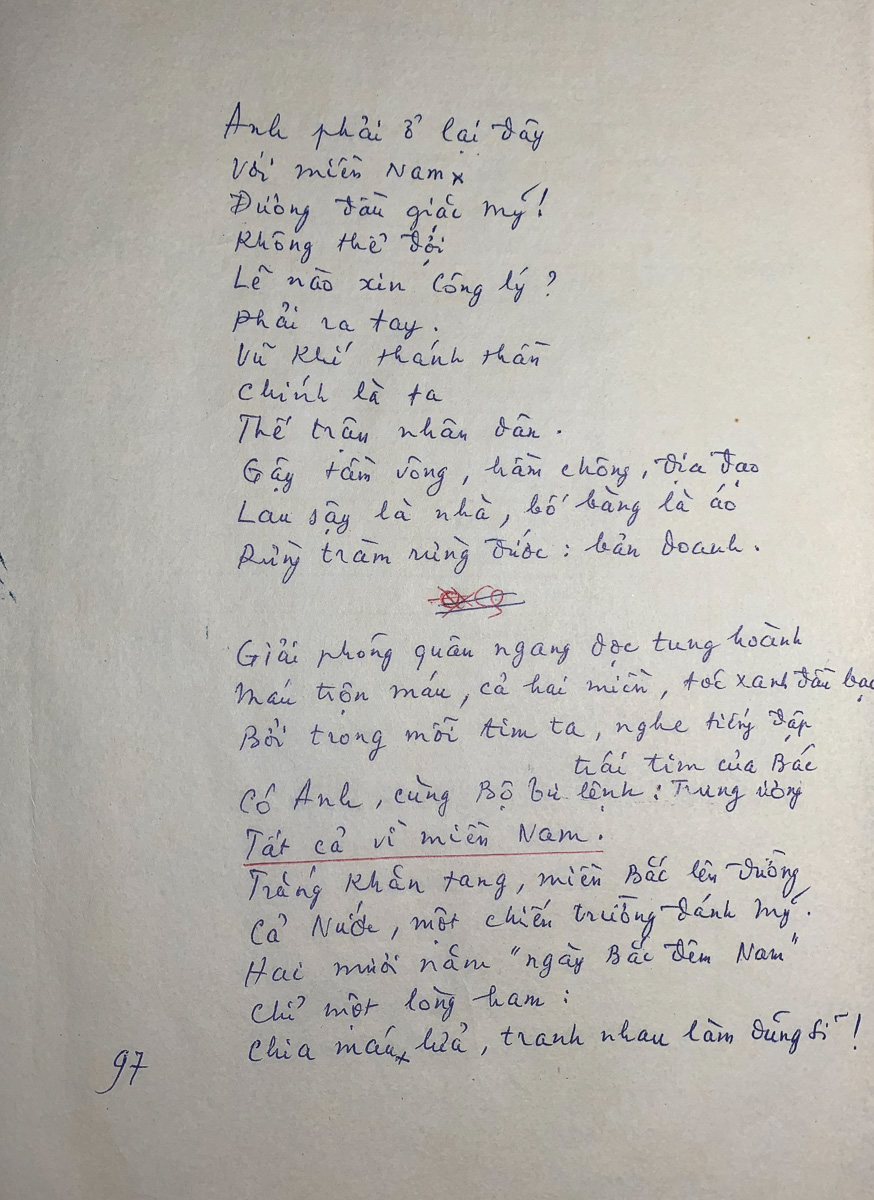 Anh phải ở lại đây
Với miền Nam x
Đương đầu giặc Mỹ!
Không thể đợi
Lẽ nào xin công lý?
Phải ra tay.
Vũ khí thánh thần
Chính là ta
Thế trận nhân dân.
Gậy tầm vông, hầm chông, địa đạo
Lau sậy là nhà, bố bàng là áo
Rừng tràm rừng đước: bản doanh.
Giải phóng quân ngang dọc tung hoành
Máu trộn máu, cả hai miền, tóc xanh đầu bạc
Bởi trong mỗi tim ta, nghe tiếng đập
trái tim của Bác
Có Anh, cùng Bộ tư lệnh: Trung ương
Tất cả vì miền Nam.
Trắng khăn tang, miền Bắc lên đường
Cả Nước, một chiến trường đánh Mỹ.
Hai mươi năm "ngày Bắc đêm Nam"
Chỉ một lòng ham:
Chia máu x lửa, tranh nhau làm dũng sĩ!
97